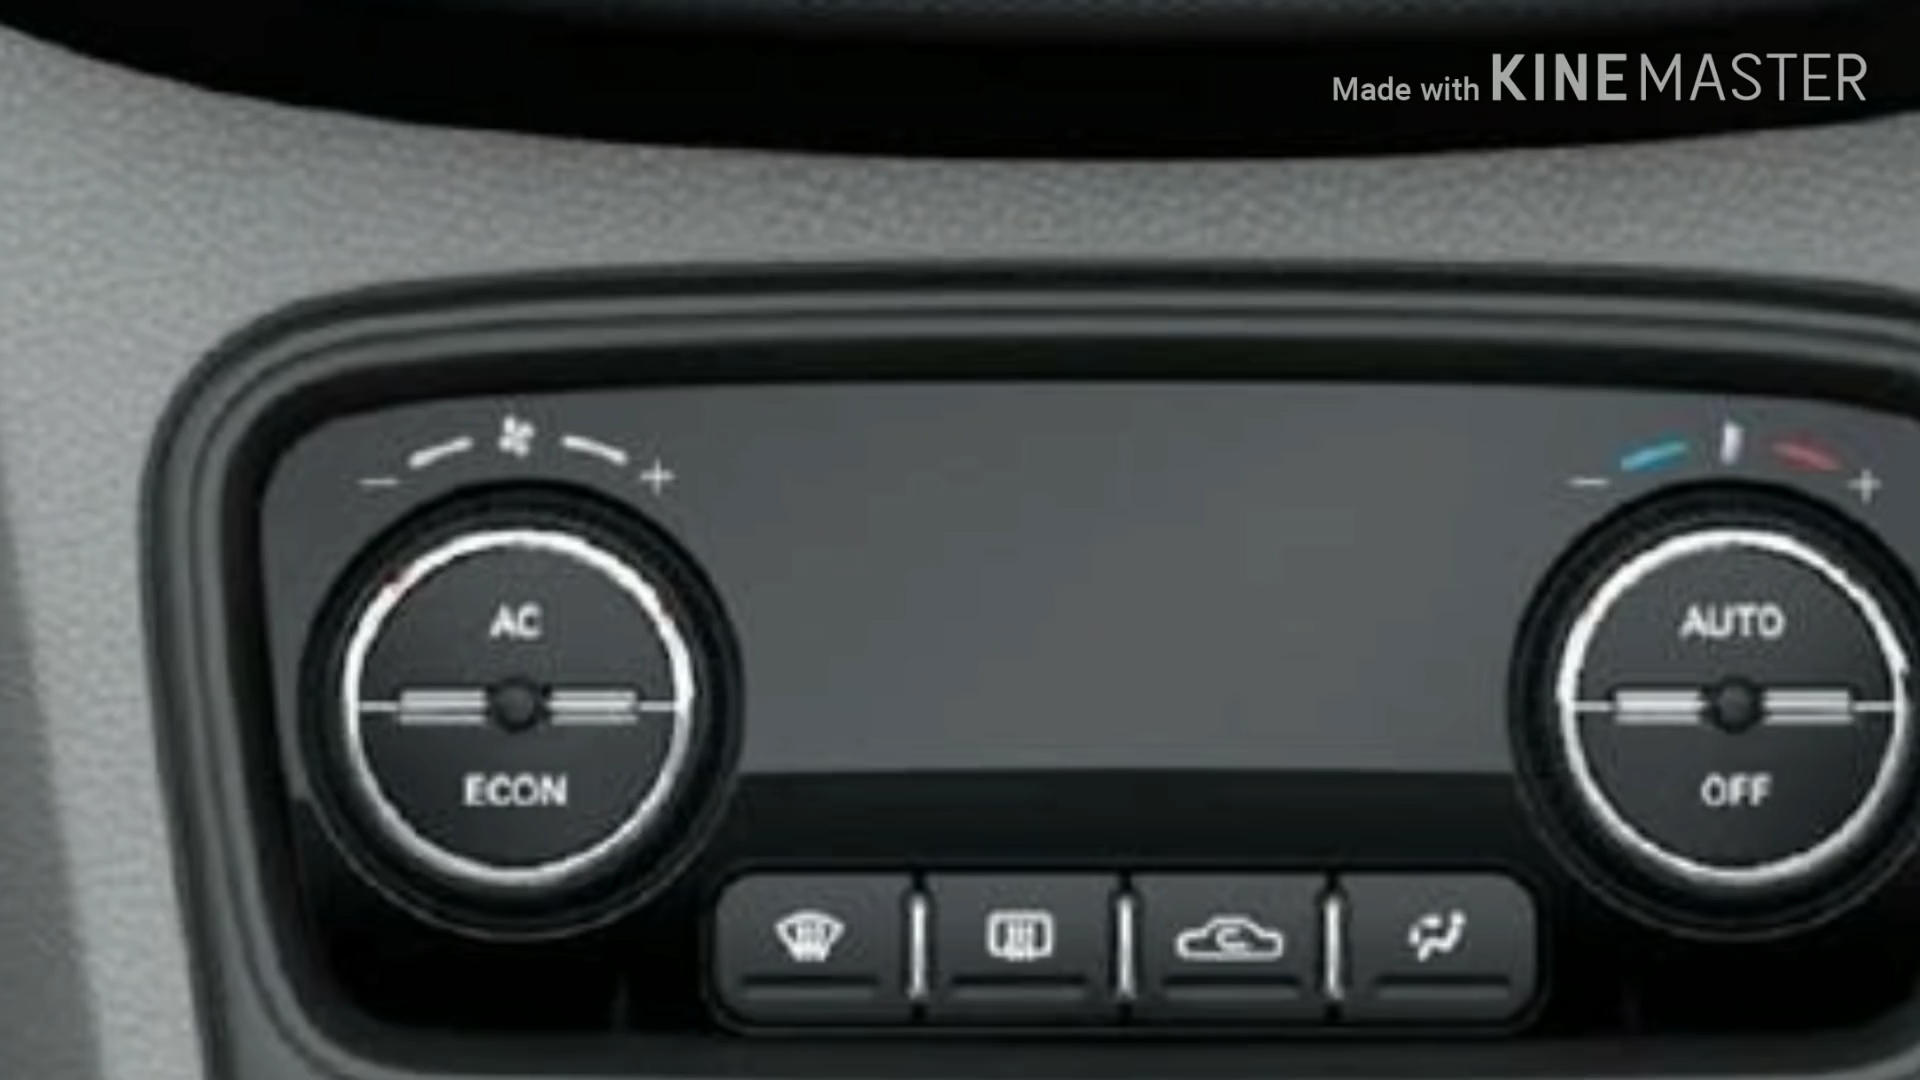 Made with KINEMASTER
− + − +
AC AUTO
ECON OFF